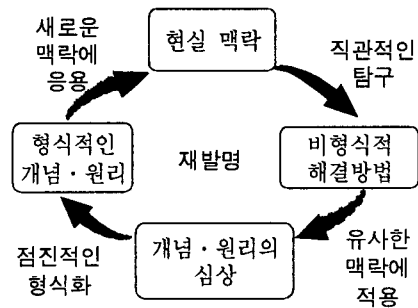 새로운
맥락에
응용
현실 맥락
직관적인
탐구
형식적인
개념·원리
재발명
비형식적
해결방법
점진적인
형식화
개념·원리의
심상
유사한
맥락에
적용